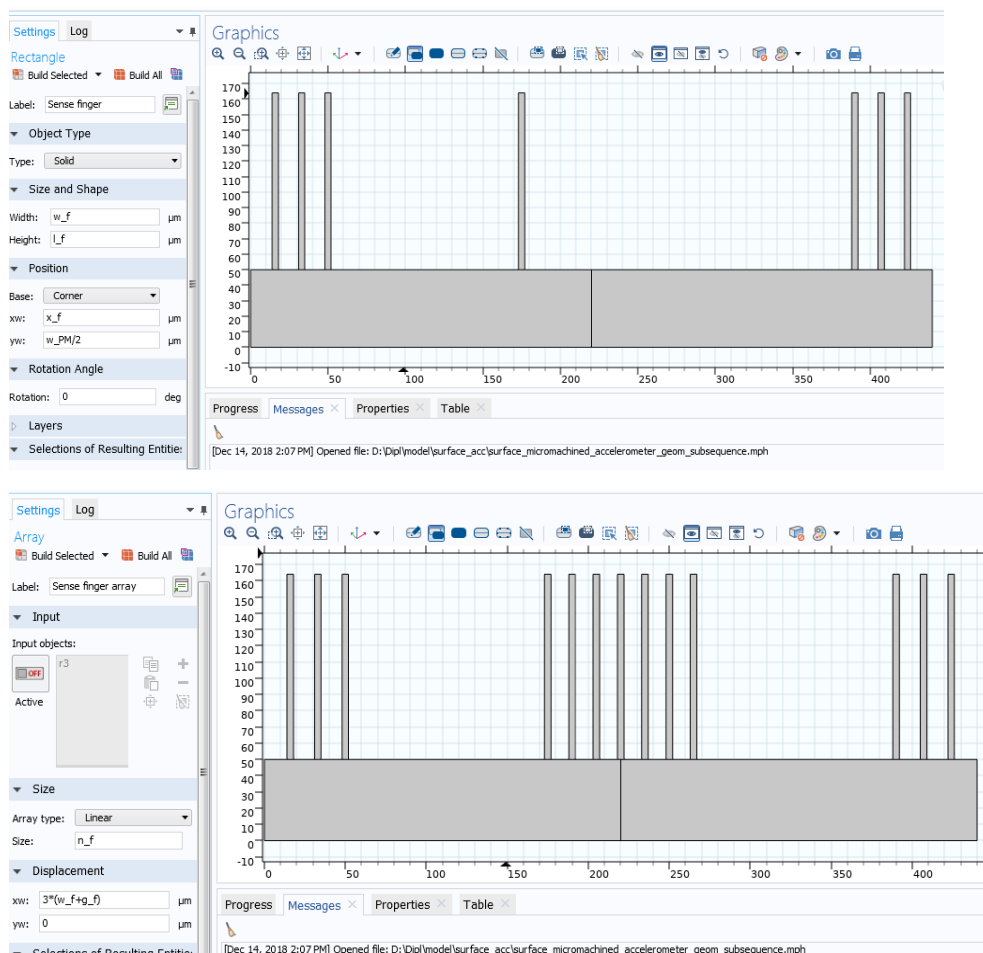 Settings Log
Rectangle
Build Selected Build All
Label: Sense finger
Object Type
Type: Solid
Size and Shape
Width: w_f µm
Height: l_f µm
Position
Base: Corner
xw: x_f µm
yw: w_PM/2 µm
Rotation Angle
Rotation: 0 deg
Layers
Selections of Resulting Entitie:
Graphics
170
160
150
140
130
120
110
100
90
80
70
60
50
40
30
20
10
0
-10
0 50 100 150 200 250 300 350 400
Progress Messages Properties Table
[Dec 14, 2018 2:07 PM] Opened file: D:\Dipl\model\surface_acc\surface_micromachined_accelerometer_geom_subsequence.mph
Settings Log
Array
Build Selected Build All
Label: Sense finger array
Input
Input objects:
OFF r3
Active
Size
Array type: Linear
Size: n_f
Displacement
xw: 3*(w_f+g_f) µm
yw: 0 µm
Selections of Resulting Entitie:
Graphics
170
160
150
140
130
120
110
100
90
80
70
60
50
40
30
20
10
0
-10
0 50 100 150 200 250 300 350 400
Progress Messages Properties Table
[Dec 14, 2018 2:07 PM] Opened file: D:\Dipl\model\surface_acc\surface_micromachined_accelerometer_geom_subsequence.mph